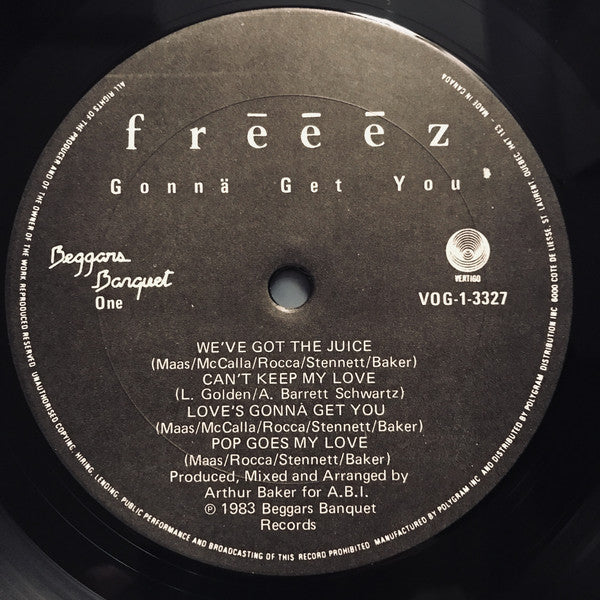 frēēēz
Gonnä Get You
Beggars
Banquet
One
VERTIGO
VOG-1-3327
WE'VE GOT THE JUICE
(Maas/McCalla/Rocca/Stennett/Baker)
CAN'T KEEP MY LOVE
(L. Golden/A. Barrett Schwartz)
LOVE'S GONNA GET YOU
(Maas/McCalla/Rocca/Stennett/Baker)
POP GOES MY LOVE
(Maas/Rocca/Stennett/Baker)
Produced, Mixed and Arranged by
Arthur Baker for A.B.I.
℗ 1983 Beggars Banquet
Records
ALL RIGHTS OF THE PRODUCER AND OF THE OWNER OF THE WORK REPRODUCED RESERVED. UNAUTHORISED COPYING, HIRING, LENDING, PUBLIC PERFORMANCE AND BROADCASTING OF THIS RECORD PROHIBITED. MANUFACTURED BY POLYGRAM INC AND DISTRIBUTED BY POLYGRAM DISTRIBUTION INC 6000 COTE DE LIESSE, ST LAURENT, QUEBEC H4T 1E3 - MADE IN CANADA